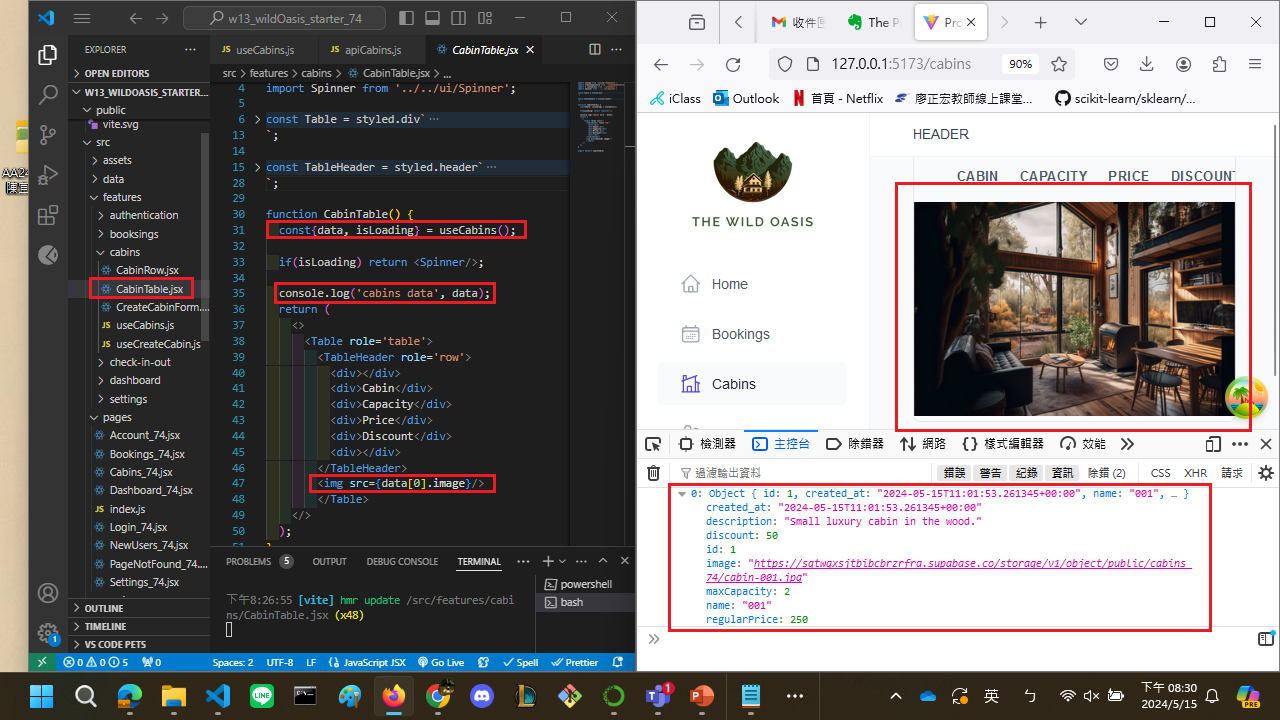 w13_wildOasis_starter_74
EXPLORER
useCabins.js
apiCabins.js
CabinTable.jsx
src > features > cabins > CabinTable.jsx > ...
OPEN EDITORS
W13_WILDOASIS_STARTER...
public
vite.svg
src
assets
data
features
authentication
booksings
cabins
CabinRow.jsx
CabinTable.jsx
CreateCabinForm....
useCabins.js
useCreateCabin.js
check-in-out
dashboard
settings
pages
Account_74.jsx
Bookings_74.jsx
Cabins_74.jsx
Dashboard_74.jsx
index.js
Login_74.jsx
NewUsers_74.jsx
PageNotFound_74....
Settings_74.jsx
OUTLINE
TIMELINE
VS CODE PETS
4 import Spinner from '../../ui/Spinner';
5
6 const Table = styled.div`...
13 `;
14
15 const TableHeader = styled.header`...
28 `;
29
30 function CabinTable() {
31 const{data, isLoading} = useCabins();
32
33 if(isLoading) return <Spinner/>;
34
35 console.log('cabins data', data);
36 return (
37 <>
38 <Table role='table'>
39 <TableHeader role='row'>
40 <div></div>
41 <div>Cabin</div>
42 <div>Capacity</div>
43 <div>Price</div>
44 <div>Discount</div>
45 <div></div>
46 </TableHeader>
47 <img src={data[0].image}/>
48 </Table>
49 </>
50 );
PROBLEMS 5 OUTPUT DEBUG CONSOLE TERMINAL
下午8:26:55 [vite] hmr update /src/features/cabi
ns/CabinTable.jsx (x48)
powershell
bash
0 0 5 0 Spaces: 2 UTF-8 LF JavaScript JSX Go Live Spell Prettier
收件
The P
Pro
127.0.0.1:5173/cabins 90%
iClass Outlook 首頁 - Netflix 廖正宏教師線上課程... scikit-learn/sklearn/...
THE WILD OASIS
Home
Bookings
Cabins
HEADER
CABIN CAPACITY PRICE DISCOUNT
檢測器 主控台 除錯器 網路 樣式編輯器 效能
過濾輸出資料 錯誤 警告 紀錄 資訊 除錯 (2) CSS XHR 請求
0: Object { id: 1, created_at: "2024-05-15T11:01:53.261345+00:00", name: "001", … }
created_at: "2024-05-15T11:01:53.261345+00:00"
description: "Small luxury cabin in the wood."
discount: 50
id: 1
image: "https://satwaxsitbibcbrzrfra.supabase.co/storage/v1/object/public/cabins_
74/cabin-001.jpg"
maxCapacity: 2
name: "001"
regularPrice: 250
英
下午 08:30
2024/5/15